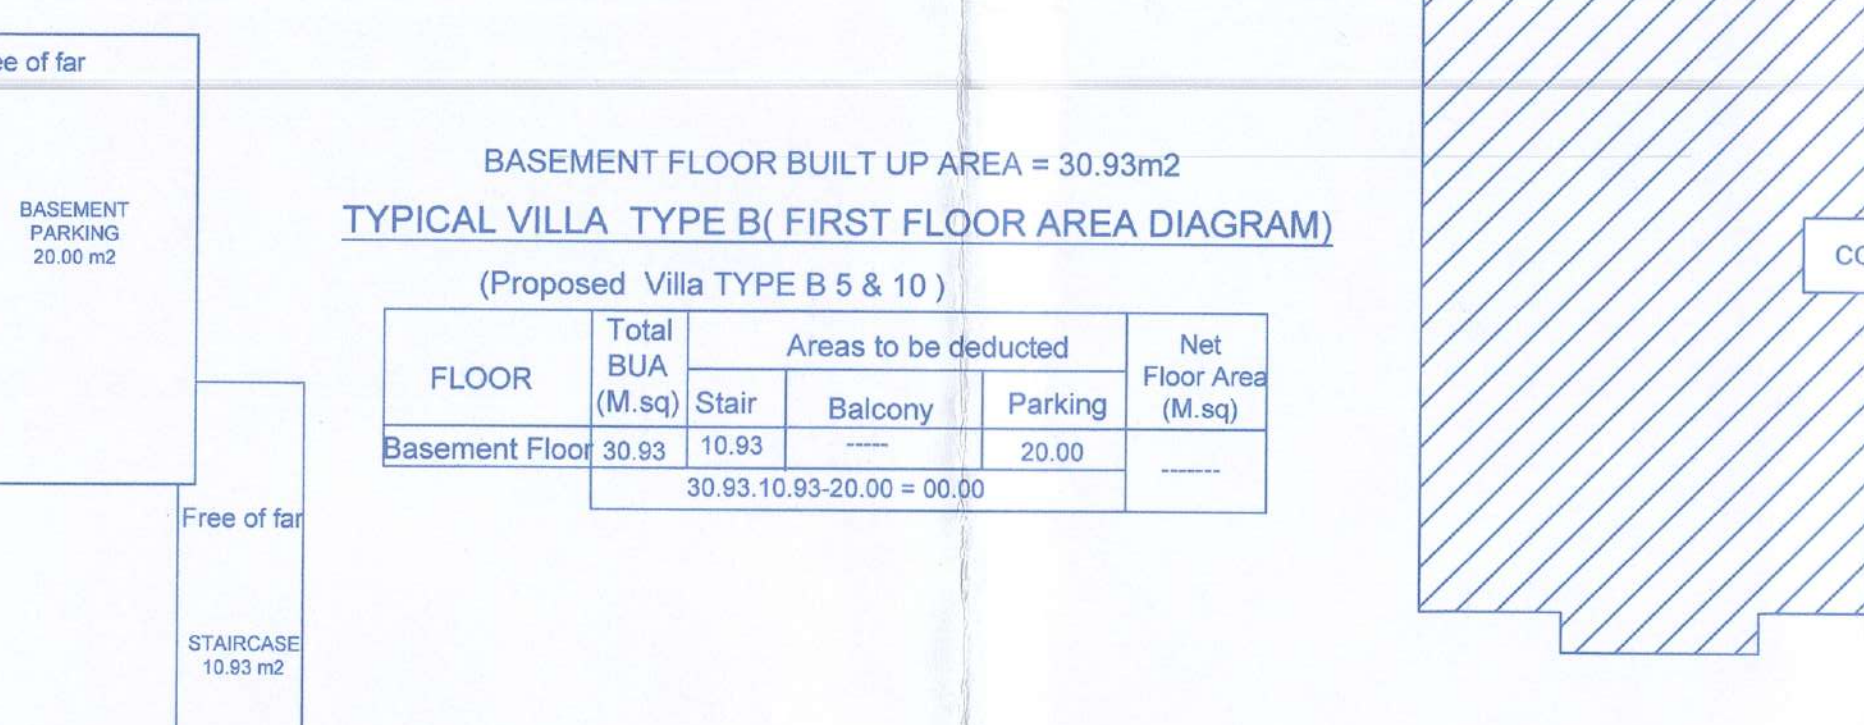 of far
BASEMENT
PARKING
20.00 m2
Free of far
STAIRCASE
10.93 m2
BASEMENT FLOOR BUILT UP AREA = 30.93m2
TYPICAL VILLA TYPE B( FIRST FLOOR AREA DIAGRAM)
(Proposed Villa TYPE B 5 & 10 )
FLOOR
Total
BUA
(M.sq)
Areas to be deducted
Stair
Balcony
Parking
Net
Floor Area
(M.sq)
Basement Floor 30.93 10.93 ----- 20.00 -------
30.93.10.93-20.00 = 00.00